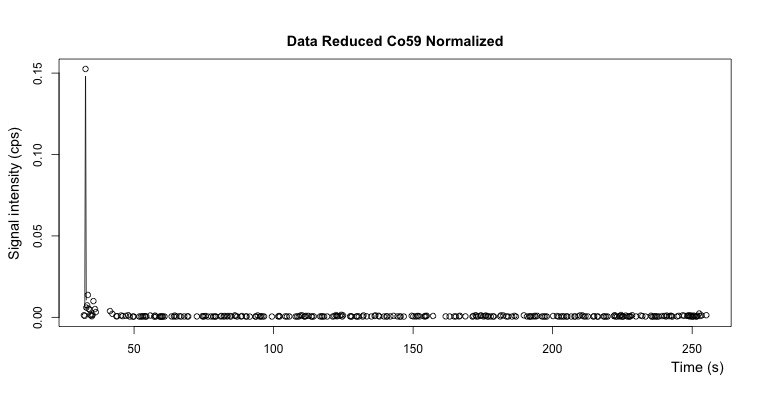 Data Reduced Co59 Normalized
Signal intensity (cps)
0.15
0.10
0.05
0.00
50 100 150 200 250
Time (s)